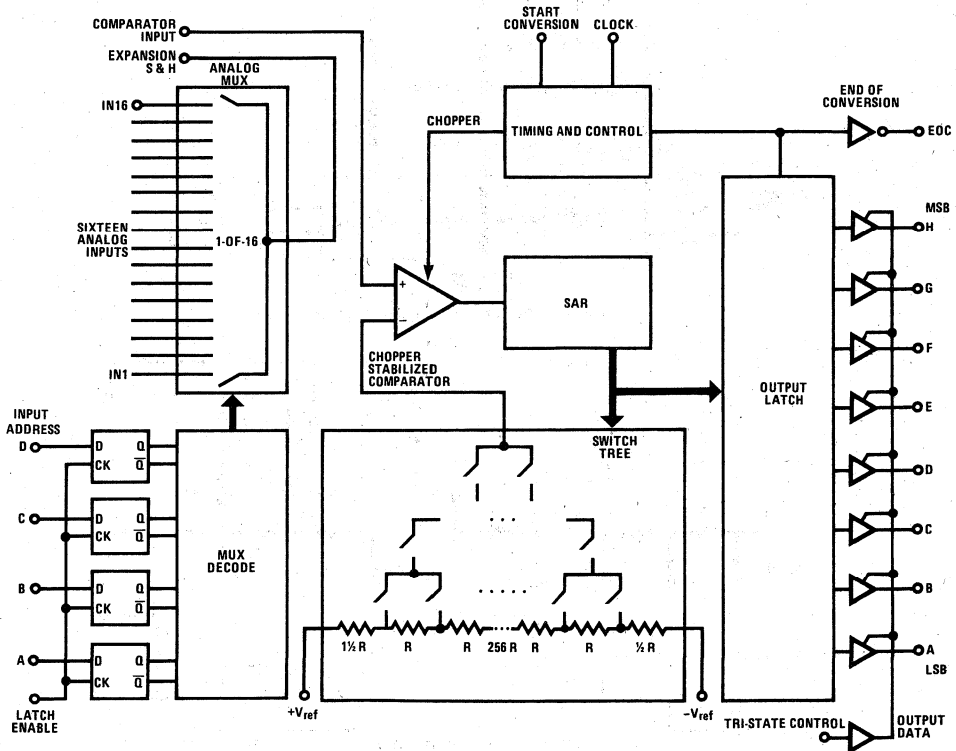 START
CONVERSION
CLOCK
COMPARATOR
INPUT
EXPANSION
S & H
ANALOG
MUX
IN16
SIXTEEN
ANALOG
INPUTS
1-OF-16
IN1
CHOPPER
TIMING AND CONTROL
END OF
CONVERSION
EOC
+
−
CHOPPER
STABILIZED
COMPARATOR
SAR
OUTPUT
LATCH
MSB
H
G
F
E
D
C
B
A
LSB
INPUT
ADDRESS
D
D Q
CK Q̅
C
D Q
CK Q̅
B
D Q
CK Q̅
A
D Q
CK Q̅
LATCH
ENABLE
MUX
DECODE
SWITCH
TREE
1½ R R R 256 R R R ½ R
+Vref
−Vref
TRI-STATE CONTROL
OUTPUT
DATA